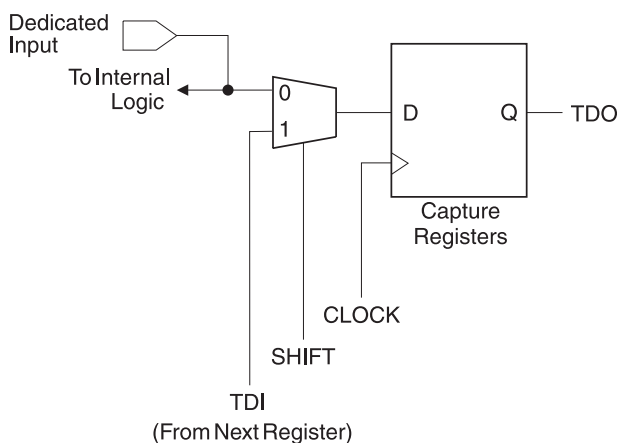 Dedicated
Input
To Internal
Logic
0
1
D
Q
TDO
Capture
Registers
CLOCK
SHIFT
TDI
(From Next Register)